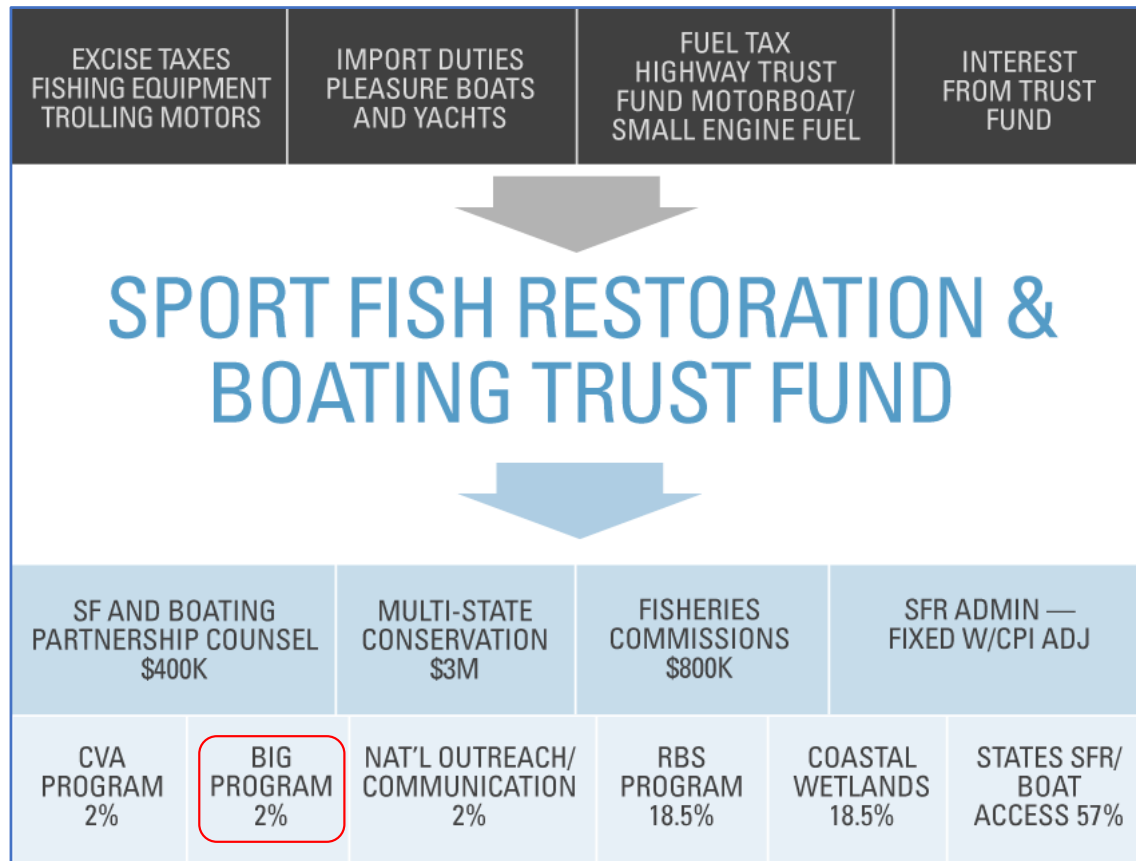 EXCISE TAXES
FISHING EQUIPMENT
TROLLING MOTORS
IMPORT DUTIES
PLEASURE BOATS
AND YACHTS
FUEL TAX
HIGHWAY TRUST
FUND MOTORBOAT/
SMALL ENGINE FUEL
INTEREST
FROM TRUST
FUND
SPORT FISH RESTORATION &
BOATING TRUST FUND
SF AND BOATING
PARTNERSHIP COUNSEL
$400K
MULTI-STATE
CONSERVATION
$3M
FISHERIES
COMMISSIONS
$800K
SFR ADMIN —
FIXED W/CPI ADJ
CVA
PROGRAM
2%
BIG
PROGRAM
2%
NAT'L OUTREACH/
COMMUNICATION
2%
RBS
PROGRAM
18.5%
COASTAL
WETLANDS
18.5%
STATES SFR/
BOAT
ACCESS 57%